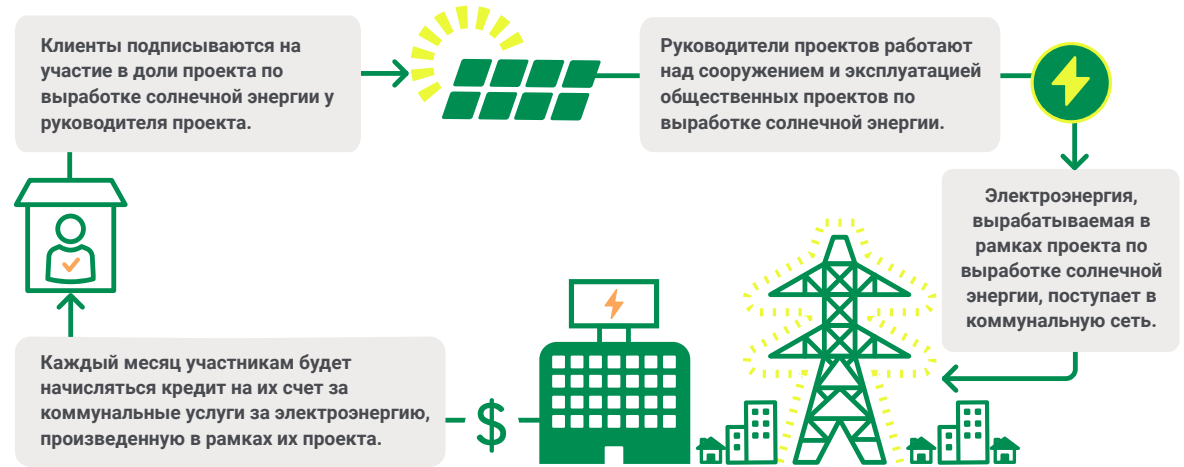 Клиенты подписываются на
участие в доли проекта по
выработке солнечной энергии у
руководителя проекта.
Руководители проектов работают
над сооружением и эксплуатацией
общественных проектов по
выработке солнечной энергии.
Электроэнергия,
вырабатываемая в
рамках проекта по
выработке солнечной
энергии, поступает в
коммунальную сеть.
Каждый месяц участникам будет
начисляться кредит на их счет за
коммунальные услуги за электроэнергию,
произведенную в рамках их проекта.
$